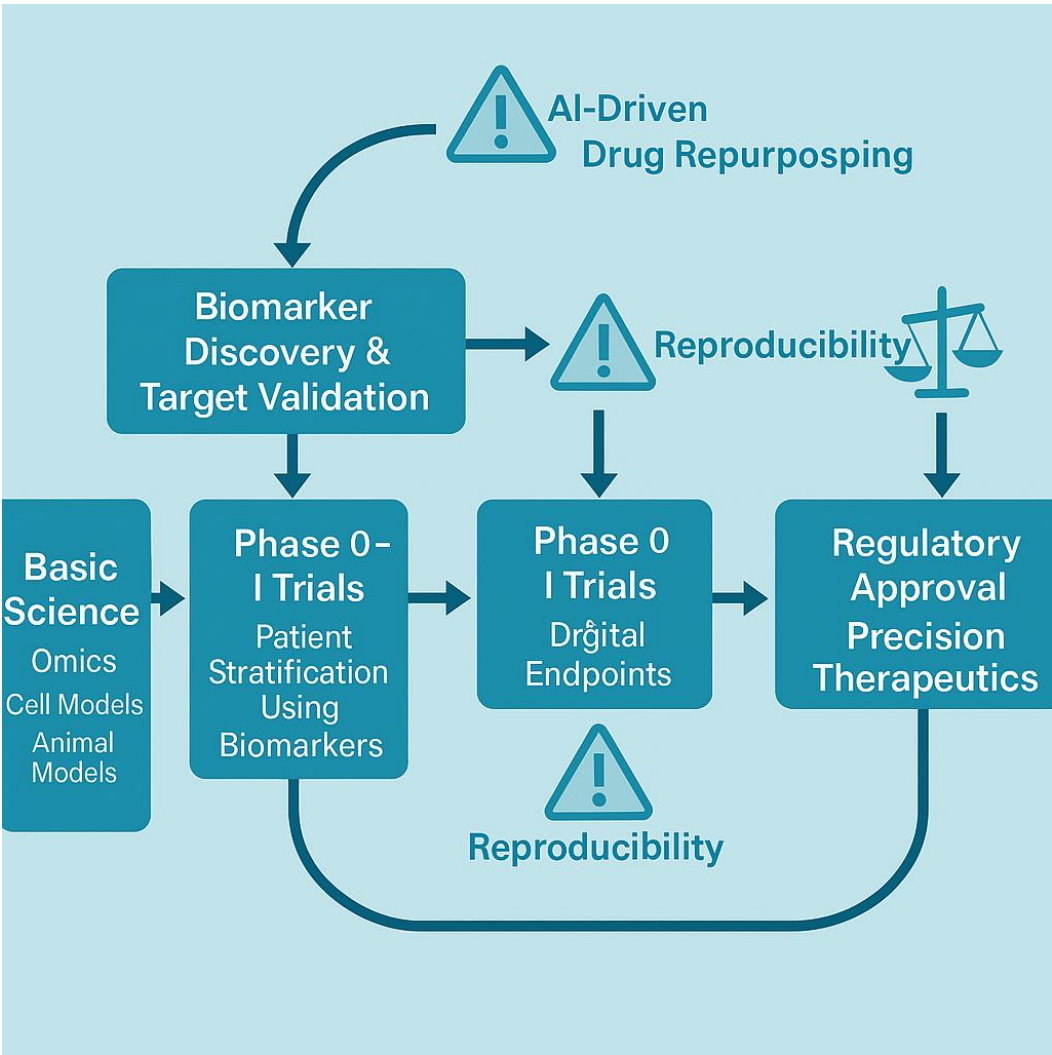 AI-Driven
Drug Repurposping
Biomarker
Discovery &
Target Validation
Reproducibility
Basic
Science
Omics
Cell Models
Animal
Models
Phase 0–
I Trials
Patient
Stratification
Using
Biomarkers
Phase 0
I Trials
Endpoints
Regulatory
Approval
Precision
Therapeutics
Reproducibility